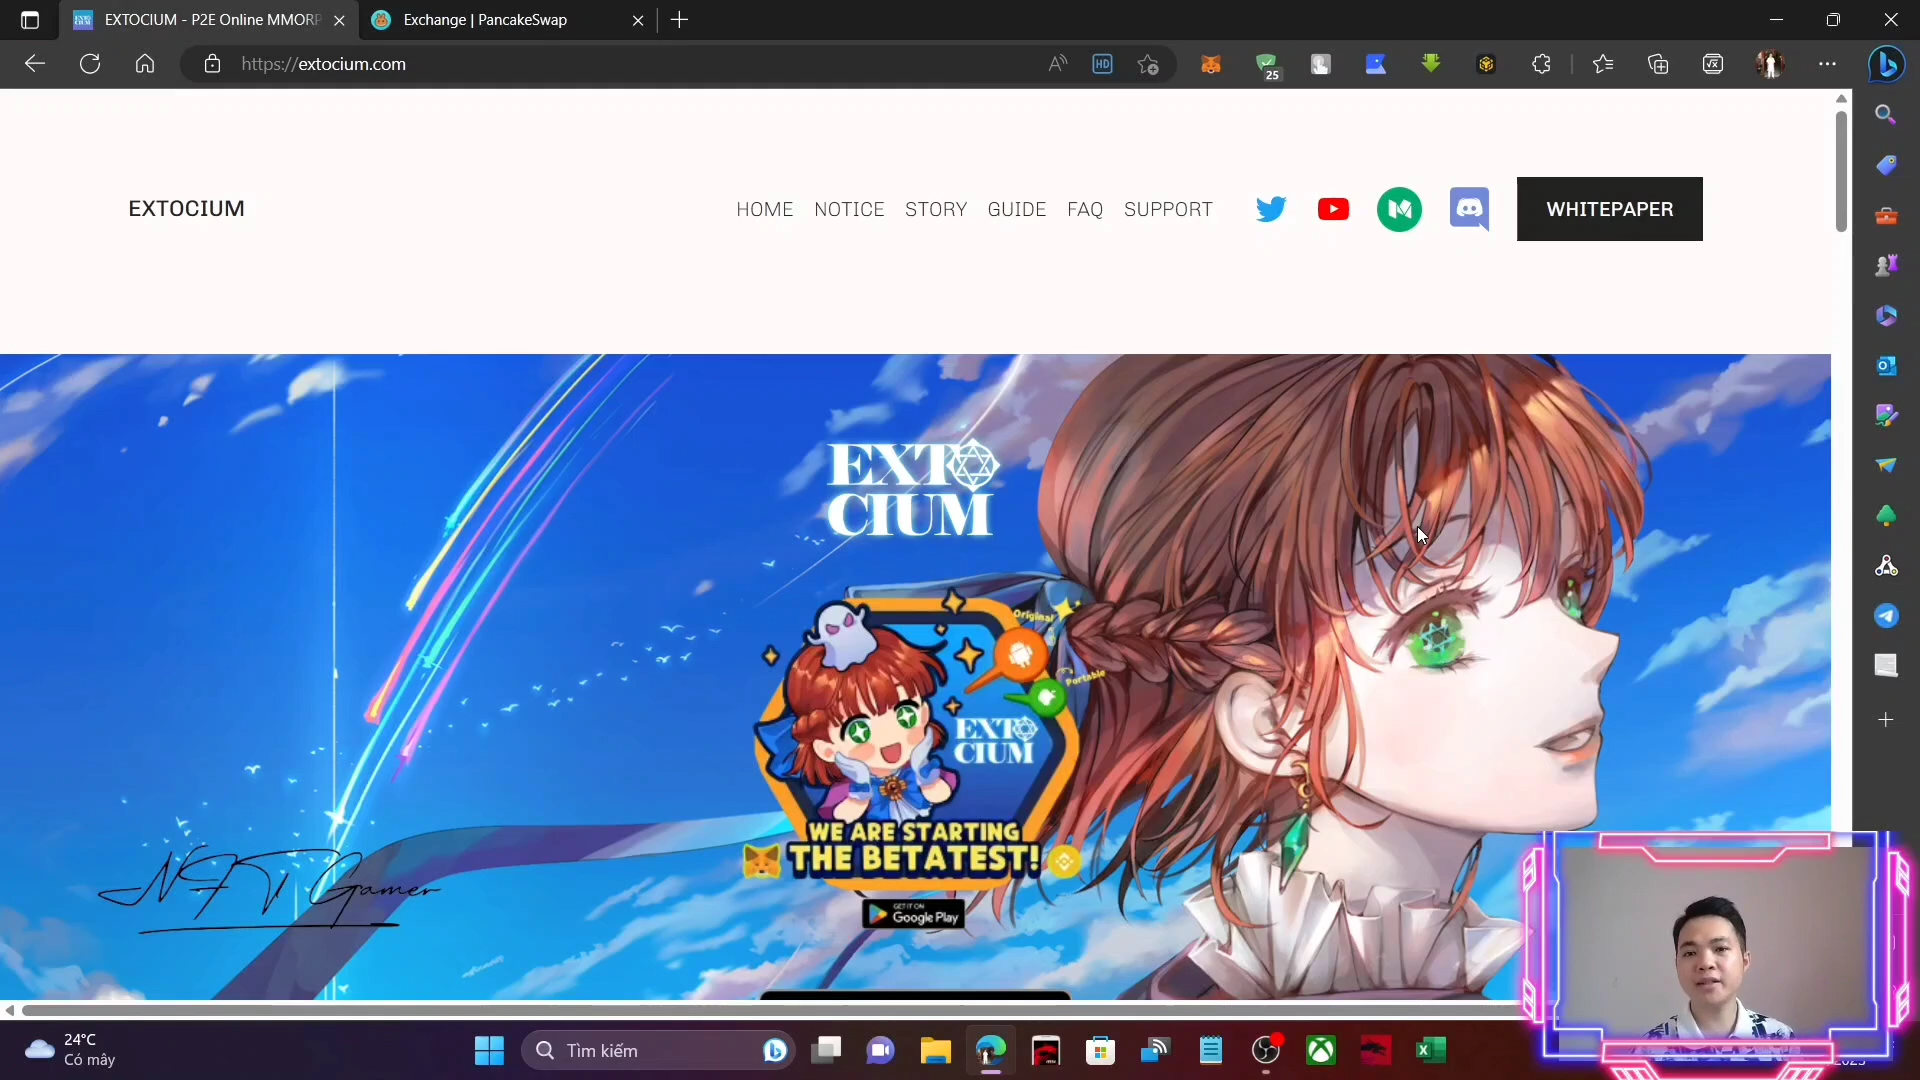 EXTOCIUM - P2E Online MMORP
Exchange | PancakeSwap
https://extocium.com
HD
25
EXTOCIUM
HOME NOTICE STORY GUIDE FAQ SUPPORT
WHITEPAPER
EXTO
CIUM
Original
Portable
EXTO
CIUM
WE ARE STARTING
THE BETATEST!
GET IT ON
Google Play
NFT Gamer
24°C
Có mây
Tìm kiếm